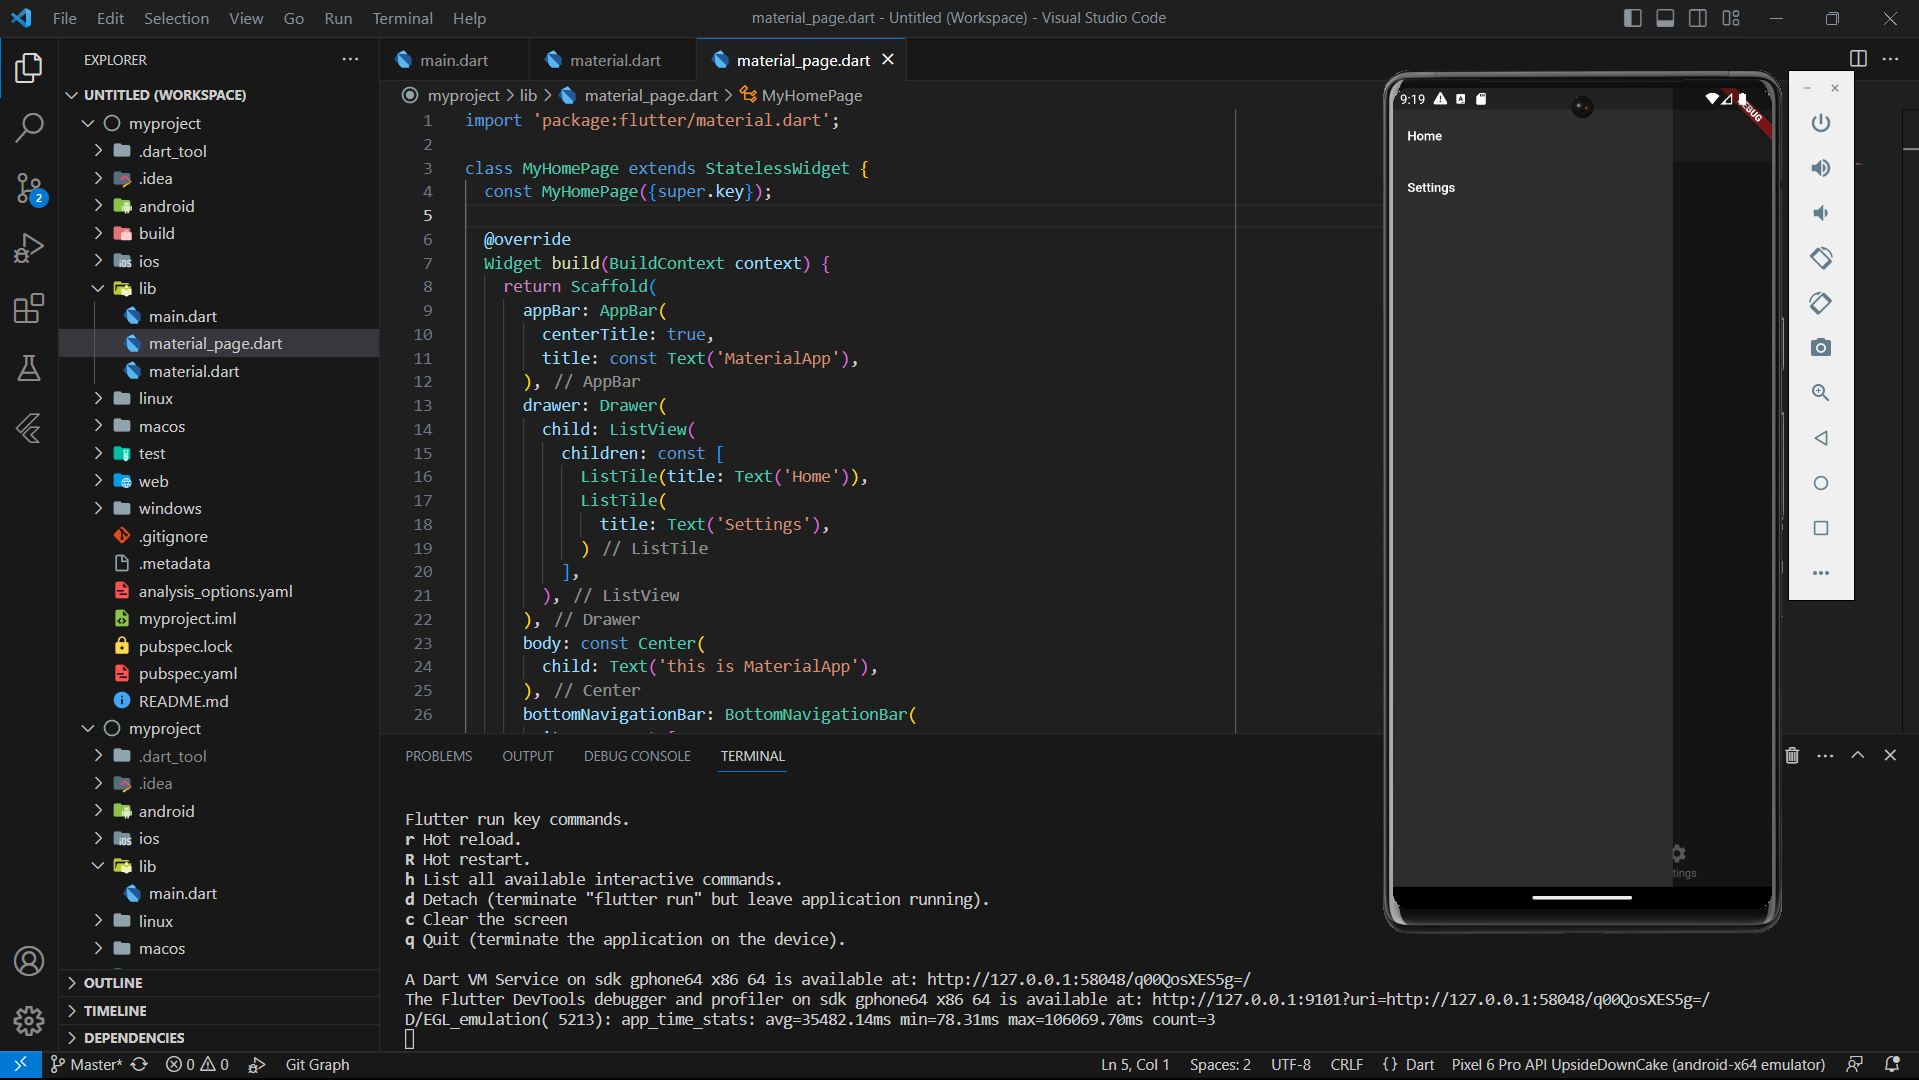 File Edit Selection View Go Run Terminal Help
material_page.dart - Untitled (Workspace) - Visual Studio Code
EXPLORER
UNTITLED (WORKSPACE)
myproject
.dart_tool
.idea
android
build
ios
lib
main.dart
material_page.dart
material.dart
linux
macos
test
web
windows
.gitignore
.metadata
analysis_options.yaml
myproject.iml
pubspec.lock
pubspec.yaml
README.md
myproject
.dart_tool
.idea
android
ios
lib
main.dart
linux
macos
OUTLINE
TIMELINE
DEPENDENCIES
2
main.dart material.dart material_page.dart
myproject > lib > material_page.dart > MyHomePage
1 import 'package:flutter/material.dart';
2
3 class MyHomePage extends StatelessWidget {
4 const MyHomePage({super.key});
5
6 @override
7 Widget build(BuildContext context) {
8 return Scaffold(
9 appBar: AppBar(
10 centerTitle: true,
11 title: const Text('MaterialApp'),
12 ), // AppBar
13 drawer: Drawer(
14 child: ListView(
15 children: const [
16 ListTile(title: Text('Home')),
17 ListTile(
18 title: Text('Settings'),
19 ) // ListTile
20 ],
21 ), // ListView
22 ), // Drawer
23 body: const Center(
24 child: Text('this is MaterialApp'),
25 ), // Center
26 bottomNavigationBar: BottomNavigationBar(
PROBLEMS OUTPUT DEBUG CONSOLE TERMINAL
Flutter run key commands.
r Hot reload.
R Hot restart.
h List all available interactive commands.
d Detach (terminate "flutter run" but leave application running).
c Clear the screen
q Quit (terminate the application on the device).
A Dart VM Service on sdk gphone64 x86 64 is available at: http://127.0.0.1:58048/q00QosXES5g=/
The Flutter DevTools debugger and profiler on sdk gphone64 x86 64 is available at: http://127.0.0.1:9101?uri=http://127.0.0.1:58048/q00QosXES5g=/
D/EGL_emulation( 5213): app_time_stats: avg=35482.14ms min=78.31ms max=106069.70ms count=3
9:19
Home
Settings
tings
Master* 0 0 Git Graph
Ln 5, Col 1 Spaces: 2 UTF-8 CRLF {} Dart Pixel 6 Pro API UpsideDownCake (android-x64 emulator)